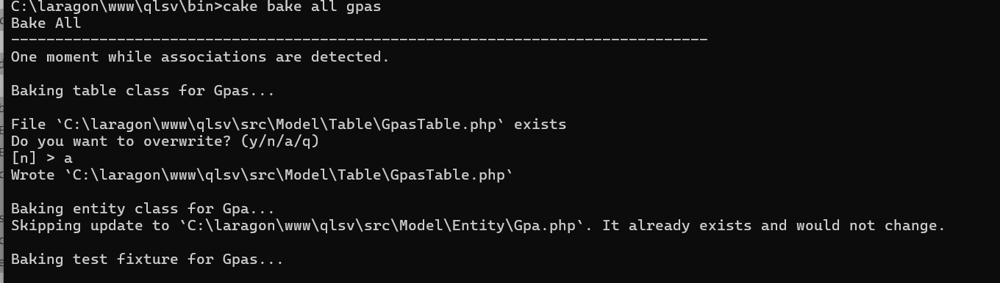 C:\laragon\www\qlsv\bin>cake bake all gpas
Bake All
-------------------------------------------------------------------------------
One moment while associations are detected.
Baking table class for Gpas...
File `C:\laragon\www\qlsv\src\Model\Table\GpasTable.php` exists
Do you want to overwrite? (y/n/a/q)
[n] > a
Wrote `C:\laragon\www\qlsv\src\Model\Table\GpasTable.php`
Baking entity class for Gpa...
Skipping update to `C:\laragon\www\qlsv\src\Model\Entity\Gpa.php`. It already exists and would not change.
Baking test fixture for Gpas...